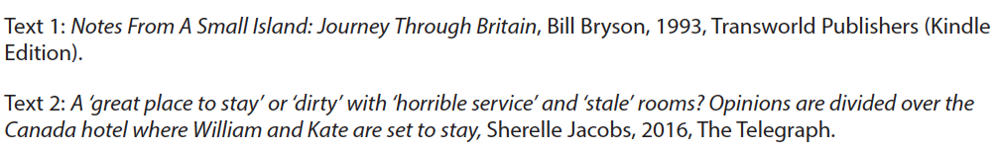 Text 1: Notes From A Small Island: Journey Through Britain, Bill Bryson, 1993, Transworld Publishers (Kindle
Edition).
Text 2: A ‘great place to stay’ or ‘dirty’ with ‘horrible service’ and ‘stale’ rooms? Opinions are divided over the
Canada hotel where William and Kate are set to stay, Sherelle Jacobs, 2016, The Telegraph.